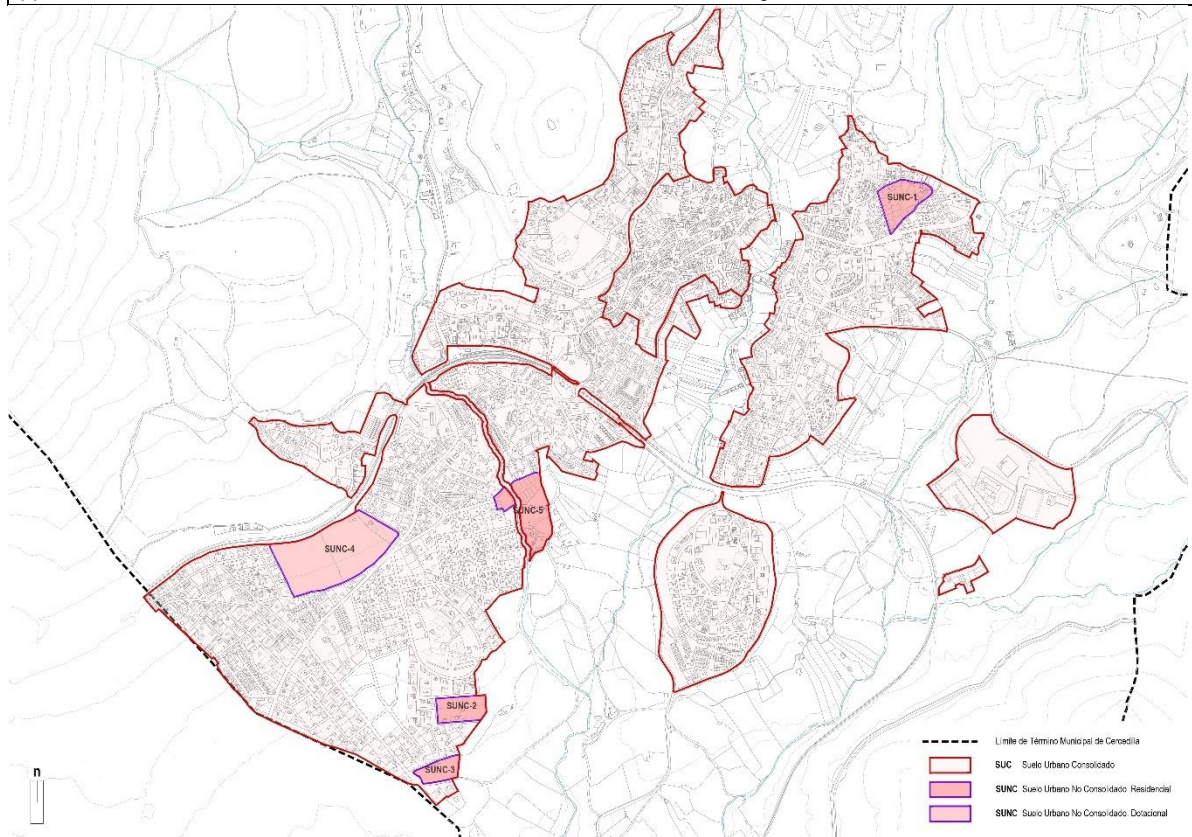 SUNC-1
SUNC-5
SUNC-4
SUNC-2
SUNC-3
n
Límite de Término Municipal de Cercedilla
SUC Suelo Urbano Consolidado
SUNC Suelo Urbano No Consolidado. Residencial
SUNC Suelo Urbano No Consolidado. Dotacional